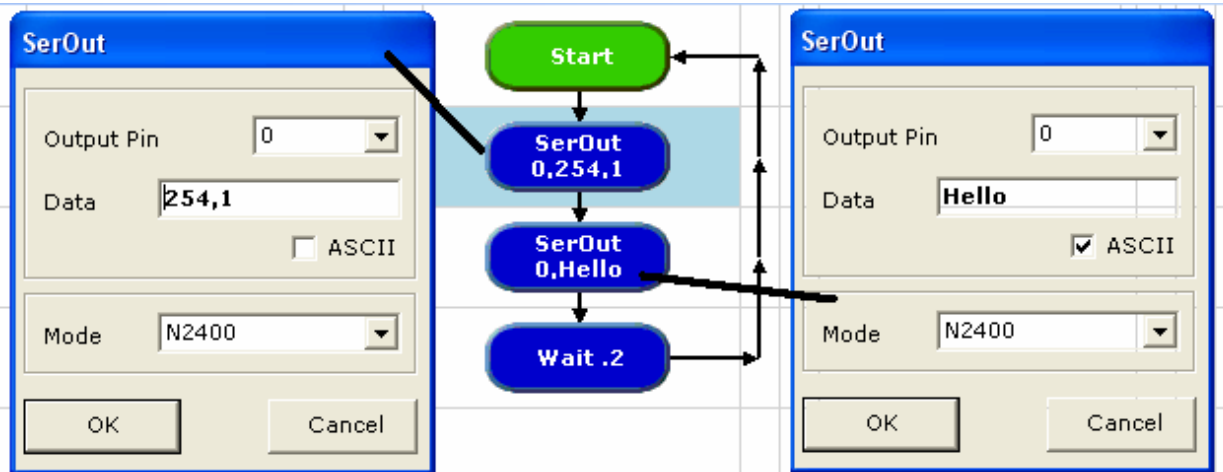 SerOut
Output Pin 0
Data 254,1
ASCII
Mode N2400
OK Cancel
Start
SerOut
0,254,1
SerOut
0,Hello
Wait .2
SerOut
Output Pin 0
Data Hello
ASCII
Mode N2400
OK Cancel